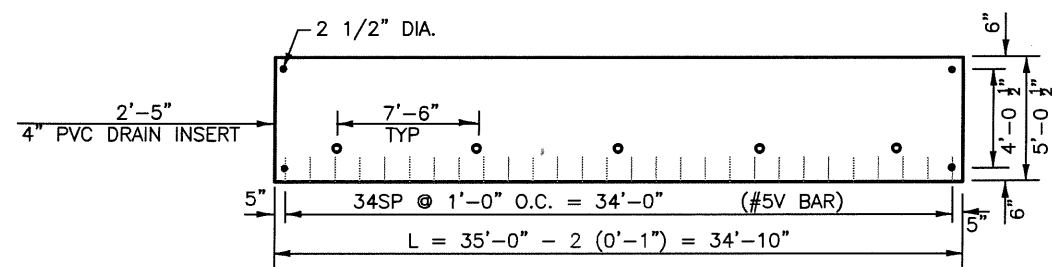 2 1/2" DIA.
2'-5"
4" PVC DRAIN INSERT
7'-6"
TYP
6"
4'-0 1/2"
5'-0 1/2"
6"
5"
34SP @ 1'-0" O.C. = 34'-0" (#5V BAR)
5"
L = 35'-0" - 2 (0'-1") = 34'-10"